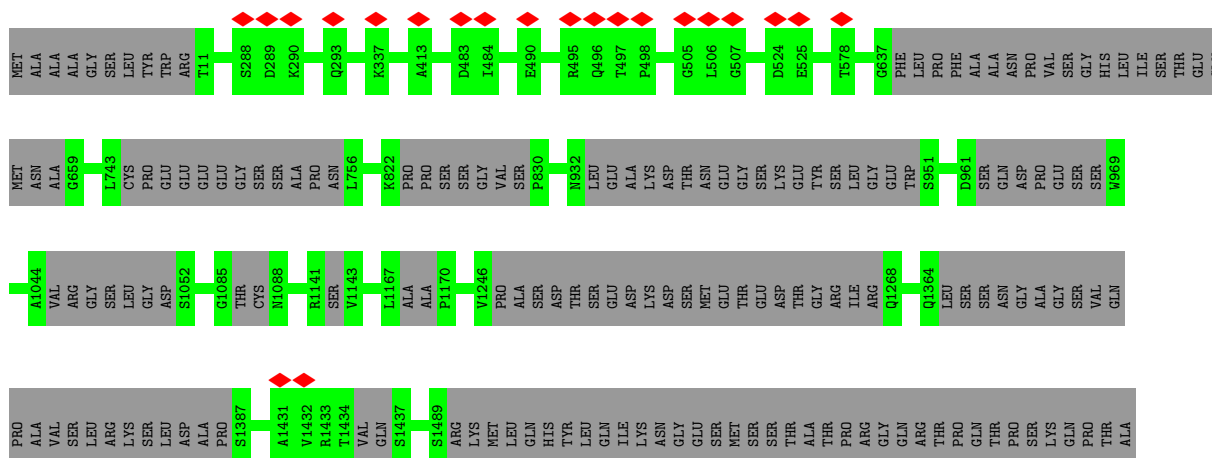 MET ALA ALA ALA GLY SER LEU TYR TRP ARG T11 S288 D289 K290 Q293 K337 A413 D483 I484 E490 R495 Q496 T497 P498 G505 L506 G507 D524 E525 T578 G637 PHE LEU PRO PHE ALA ALA ASN PRO VAL SER GLY HIS LEU ILE SER THR GLU
MET ASN ALA G659 L743 CYS PRO GLU GLU GLU GLY SER SER ALA PRO ASN L756 K822 PRO PRO SER SER GLY VAL SER P830 N932 LEU GLU ALA LYS ASP THR ASN GLU GLY SER LYS GLU TYR SER LEU GLY GLU TRP S951 D961 SER GLN ASP PRO GLU SER SER W969
A1044 VAL ARG GLY SER LEU GLY ASP S1052 G1085 THR CYS N1088 R1141 SER V1143 L1167 ALA ALA P1170 V1246 PRO ALA SER ASP THR SER GLU ASP LYS ASP SER MET GLU THR GLU ASP THR GLY ARG ILE ARG Q1268 Q1364 LEU SER SER ASN GLY ALA GLY SER VAL GLN
PRO ALA VAL SER LEU ARG LYS SER LEU ASP ALA PRO S1387 A1431 V1432 R1433 T1434 VAL GLN S1437 S1489 ARG LYS MET LEU GLN HIS TYR LEU GLN ILE LYS ASN GLY GLU SER MET SER SER THR ALA THR PRO ARG GLY GLN ARG THR PRO GLN THR PRO SER LYS GLN PRO THR ALA